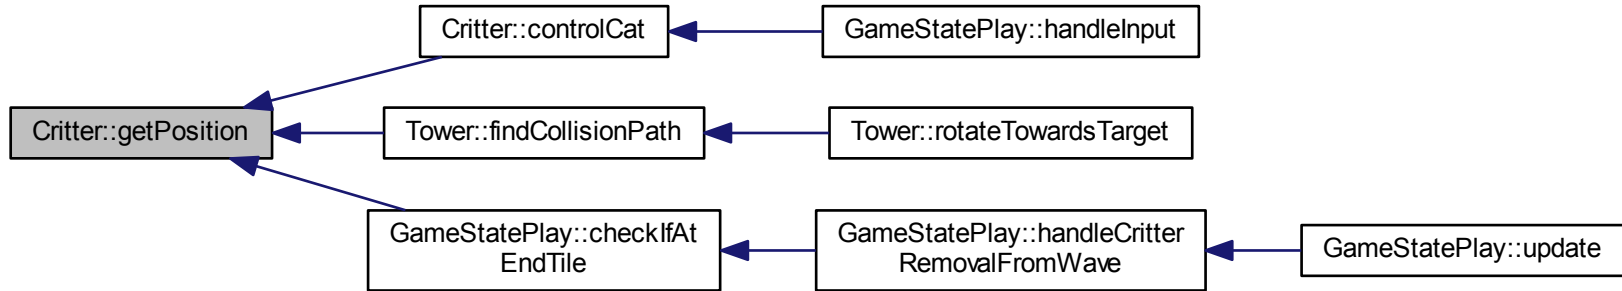 Critter::controlCat
GameStatePlay::handleInput
Critter::getPosition
Tower::findCollisionPath
Tower::rotateTowardsTarget
GameStatePlay::checkIfAt
EndTile
GameStatePlay::handleCritter
RemovalFromWave
GameStatePlay::update